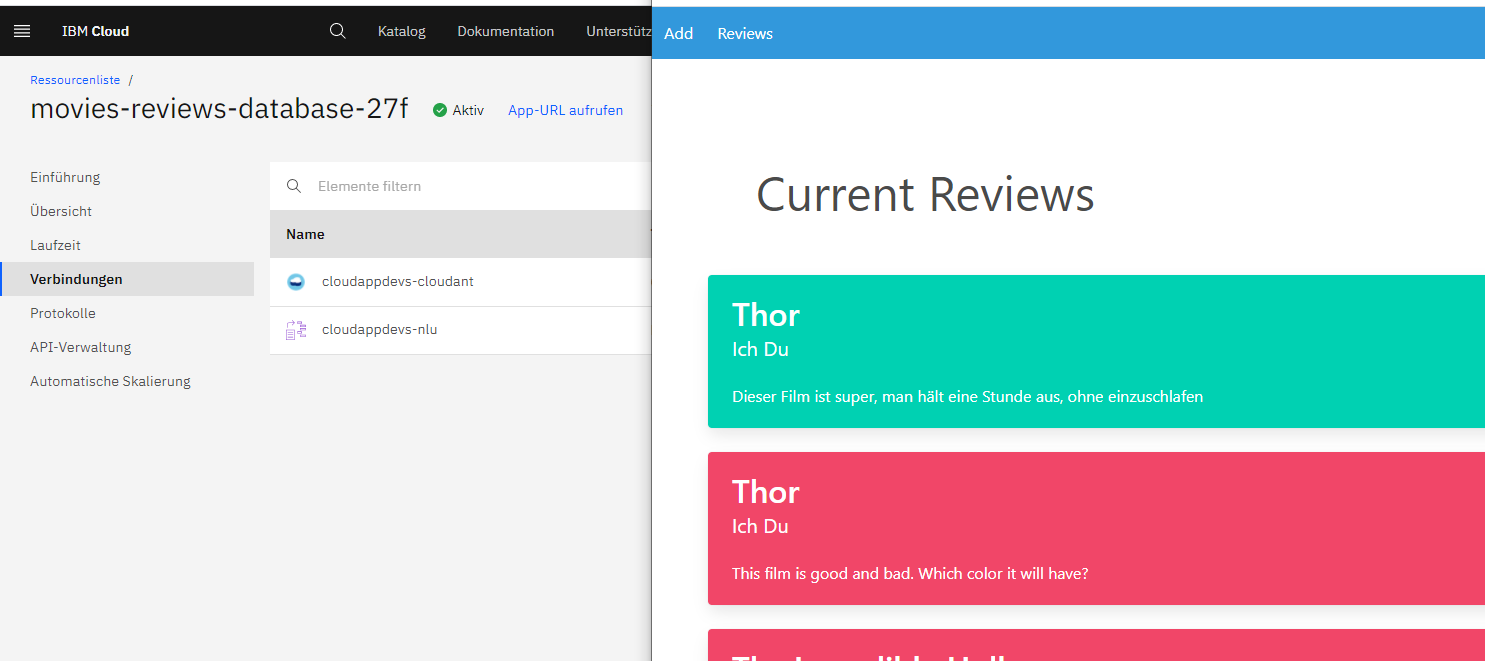 IBM Cloud
Katalog
Dokumentation
Unterstütz
Ressourcenliste /
movies-reviews-database-27f
Aktiv
App-URL aufrufen
Einführung
Übersicht
Laufzeit
Verbindungen
Protokolle
API-Verwaltung
Automatische Skalierung
Elemente filtern
Name
cloudappdevs-cloudant
cloudappdevs-nlu
Add
Reviews
Current Reviews
Thor
Ich Du
Dieser Film ist super, man hält eine Stunde aus, ohne einzuschlafen
Thor
Ich Du
This film is good and bad. Which color it will have?